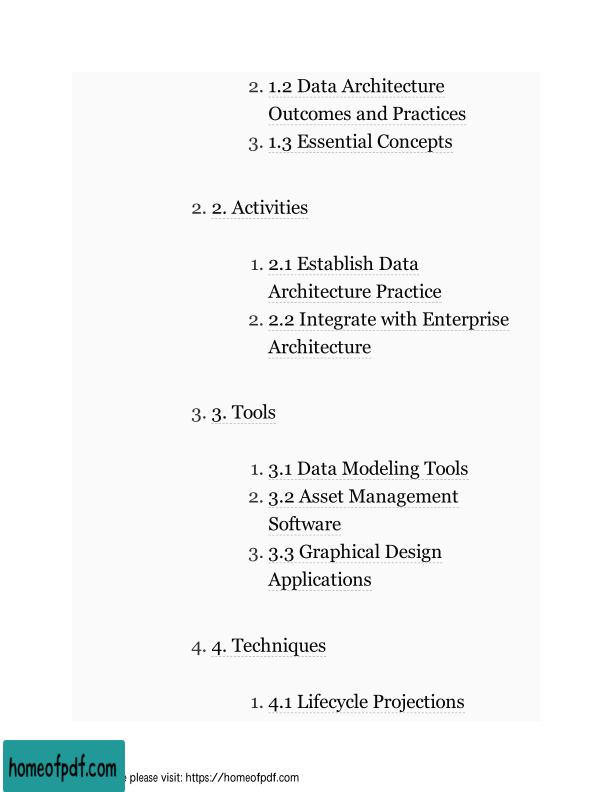 2. 1.2 Data Architecture
Outcomes and Practices
3. 1.3 Essential Concepts
2. 2. Activities
1. 2.1 Establish Data
Architecture Practice
2. 2.2 Integrate with Enterprise
Architecture
3. 3. Tools
1. 3.1 Data Modeling Tools
2. 3.2 Asset Management
Software
3. 3.3 Graphical Design
Applications
4. 4. Techniques
1. 4.1 Lifecycle Projections
homeofpdf.com
please visit: https://homeofpdf.com